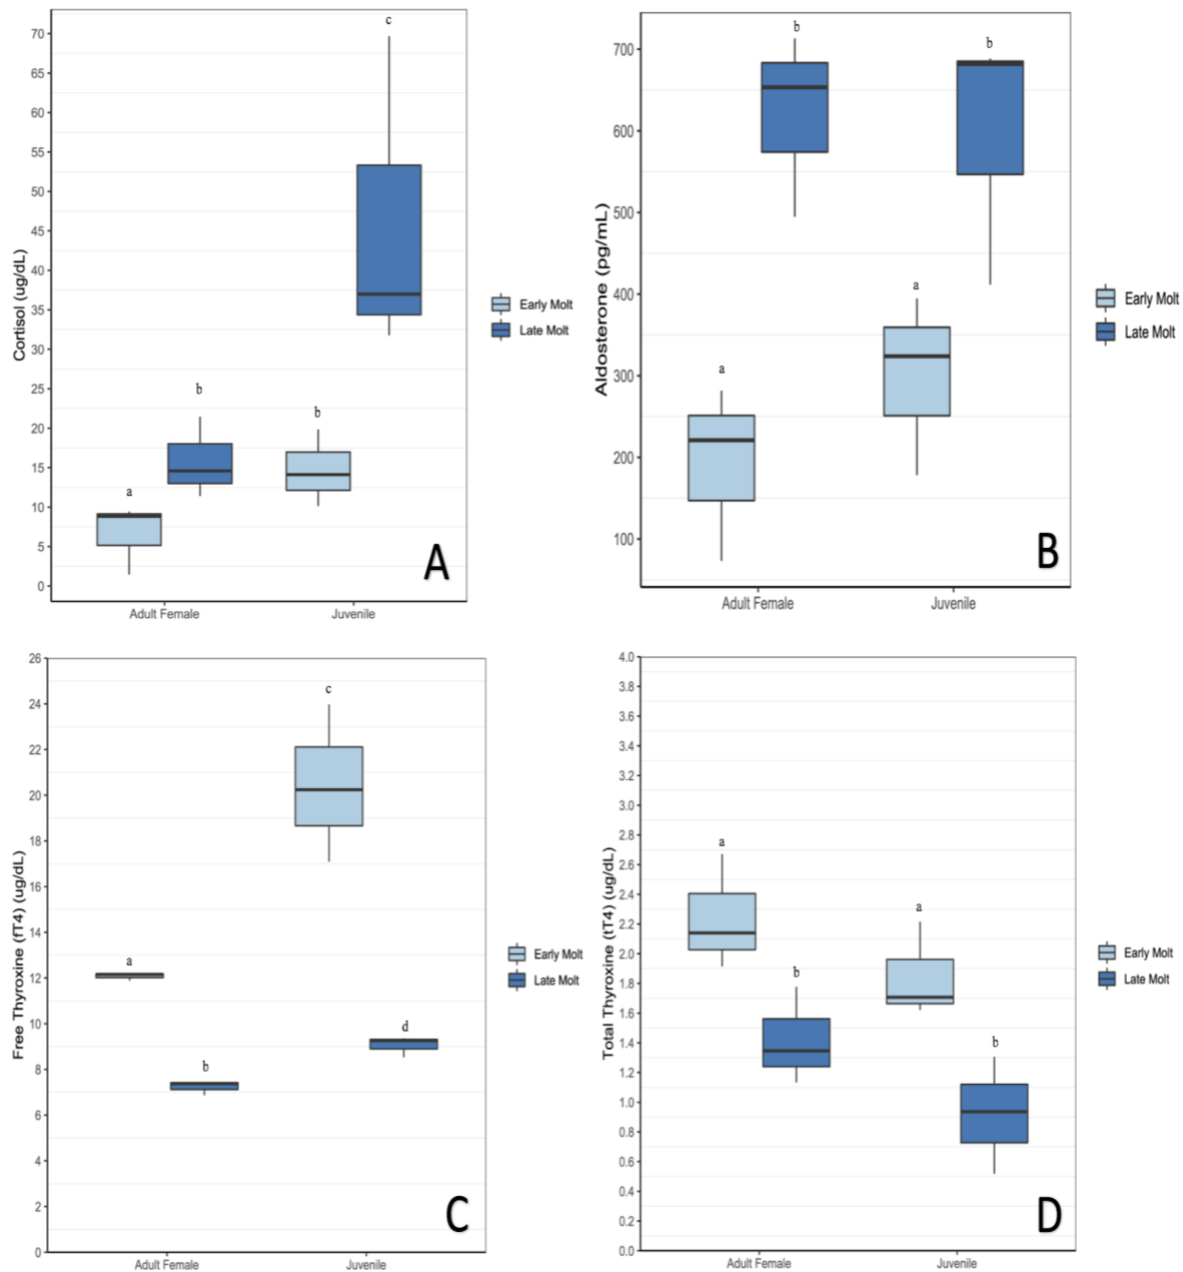 Cortisol (ug/dL)
70
65
60
55
50
45
40
35
30
25
20
15
10
5
0
a
b
b
c
Adult Female
Juvenile
Early Molt
Late Molt
A
Aldosterone (pg/mL)
700
600
500
400
300
200
100
a
b
a
b
Adult Female
Juvenile
Early Molt
Late Molt
B
Free Thyroxine (fT4) (ug/dL)
26
24
22
20
18
16
14
12
10
8
6
4
2
0
a
b
c
d
Adult Female
Juvenile
Early Molt
Late Molt
C
Total Thyroxine (tT4) (ug/dL)
4.0
3.8
3.6
3.4
3.2
3.0
2.8
2.6
2.4
2.2
2.0
1.8
1.6
1.4
1.2
1.0
0.8
0.6
0.4
0.2
0.0
a
b
a
b
Adult Female
Juvenile
Early Molt
Late Molt
D